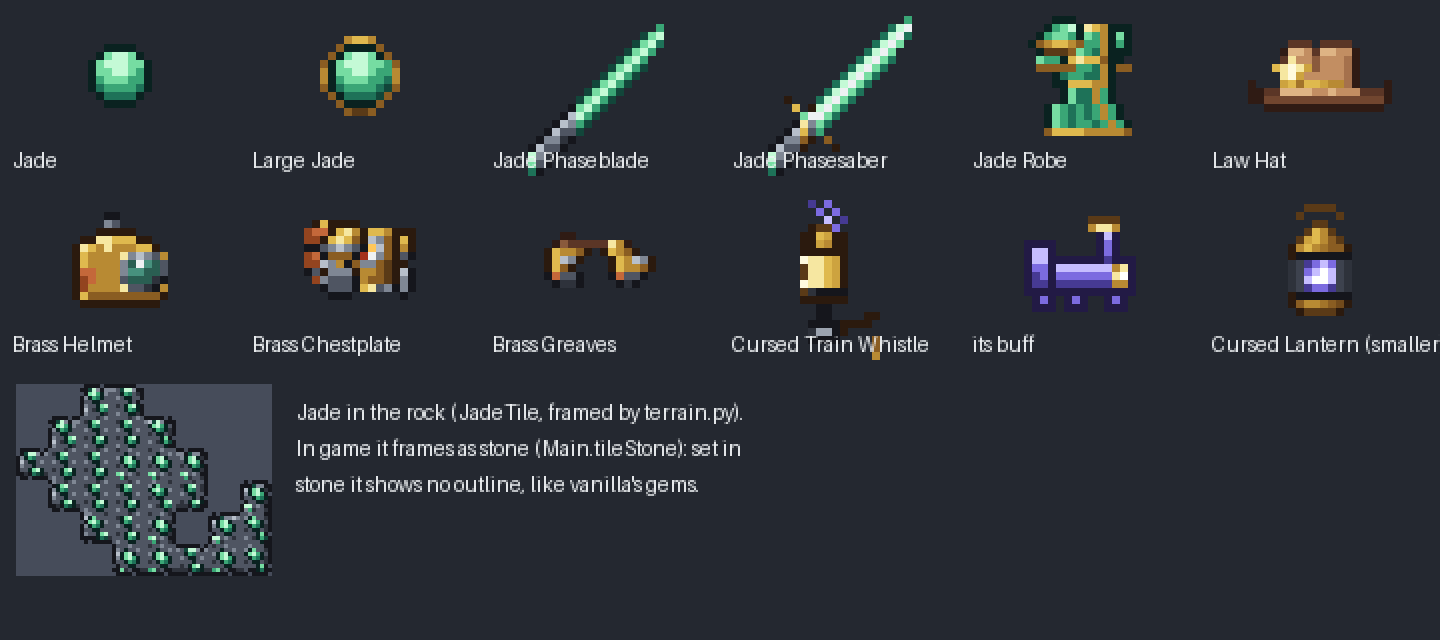 Jade
Large Jade
Jade Phaseblade
Jade Phasesaber
Jade Robe
Law Hat
Brass Helmet
Brass Chestplate
Brass Greaves
Cursed Train Whistle
its buff
Cursed Lantern (smaller
Jade in the rock (JadeTile, framed by terrain.py).
In game it frames as stone (Main.tileStone): set in
stone it shows no outline, like vanilla's gems.